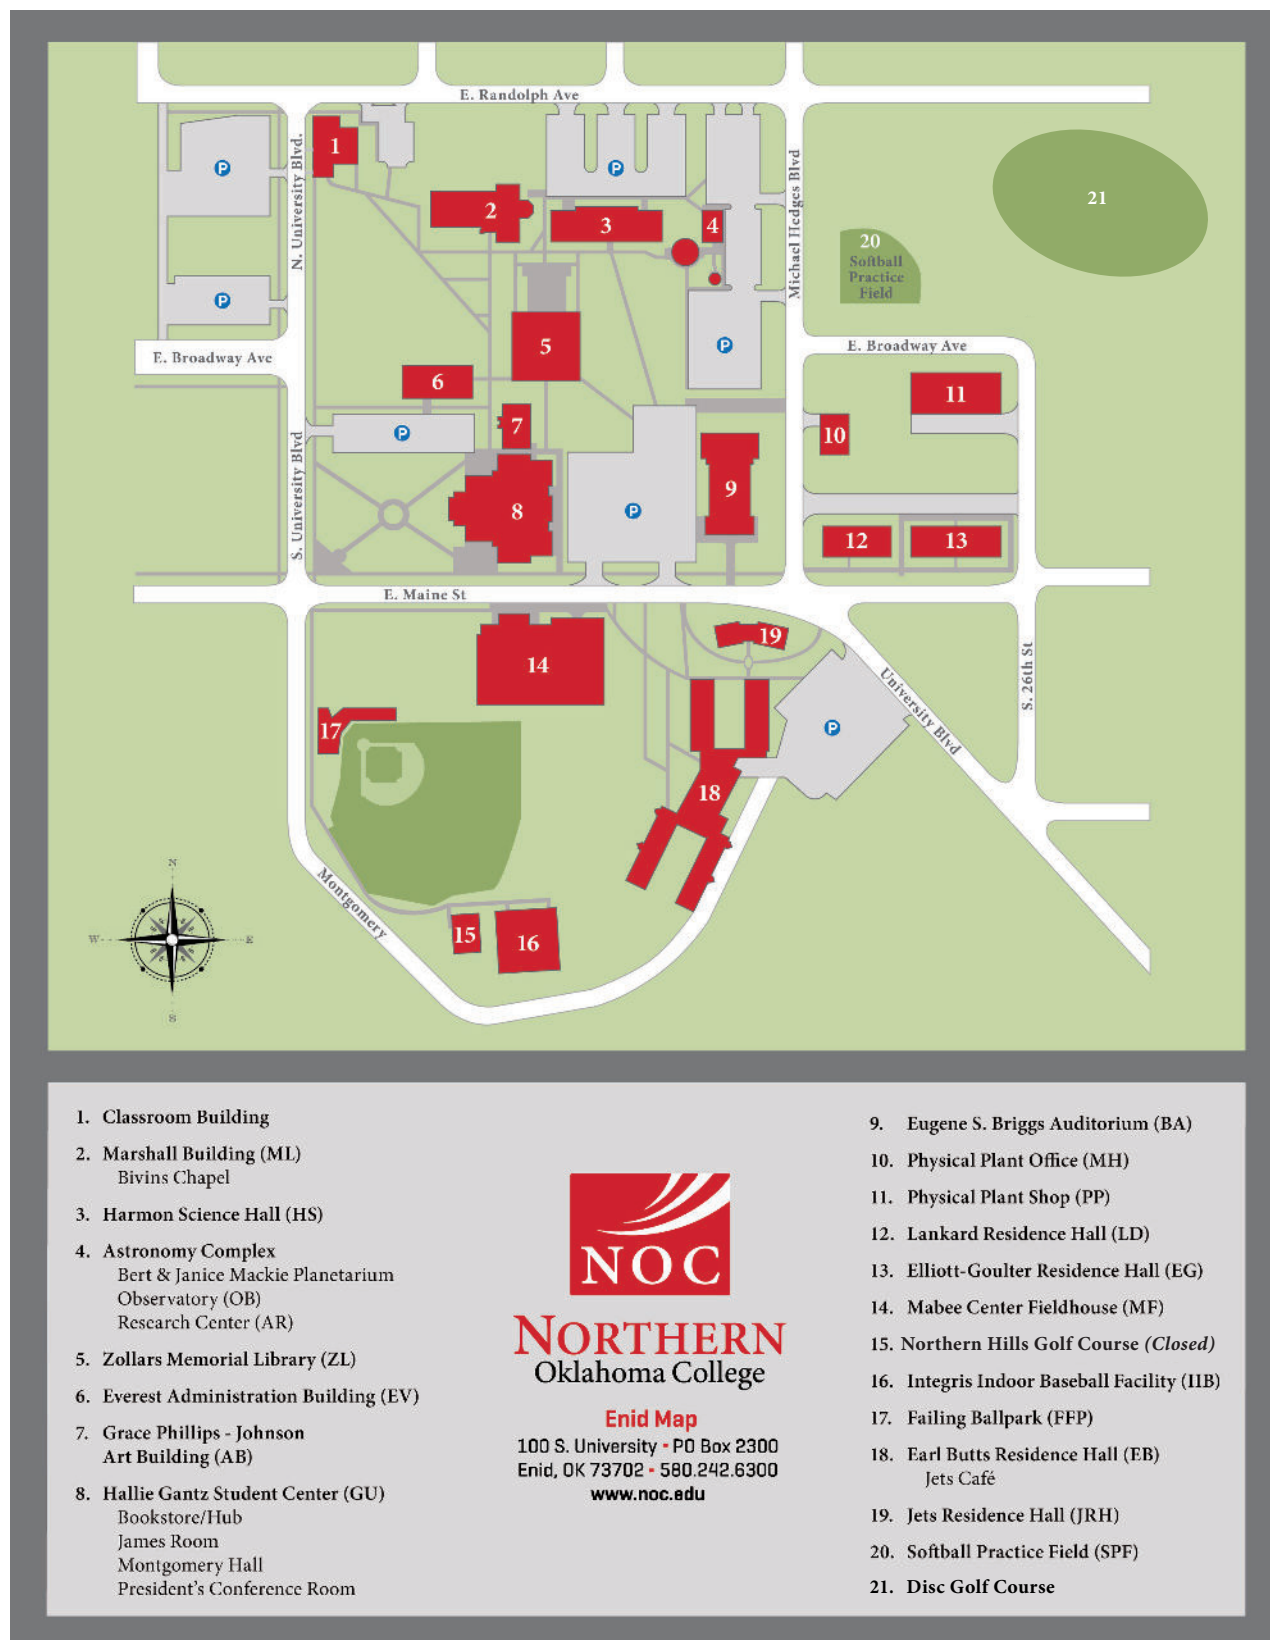 E. Randolph Ave
N. University Blvd.
Michael Hedges Blvd
1
2
3
4
P
P
P
P
21
20
Softball
Practice
Field
E. Broadway Ave
E. Broadway Ave
5
6
7
8
9
10
11
12
13
P
P
S. University Blvd
E. Maine St
14
19
S. 26th St
University Blvd
P
17
18
Montgomery
15
16
N
W
E
S
1. Classroom Building
2. Marshall Building (ML)
Bivins Chapel
3. Harmon Science Hall (HS)
4. Astronomy Complex
Bert & Janice Mackie Planetarium
Observatory (OB)
Research Center (AR)
5. Zollars Memorial Library (ZL)
6. Everest Administration Building (EV)
7. Grace Phillips - Johnson
Art Building (AB)
8. Hallie Gantz Student Center (GU)
Bookstore/Hub
James Room
Montgomery Hall
President's Conference Room
NOC
NORTHERN
Oklahoma College
Enid Map
100 S. University • PO Box 2300
Enid, OK 73702 • 580.242.6300
www.noc.edu
9. Eugene S. Briggs Auditorium (BA)
10. Physical Plant Office (MH)
11. Physical Plant Shop (PP)
12. Lankard Residence Hall (LD)
13. Elliott-Goulter Residence Hall (EG)
14. Mabee Center Fieldhouse (MF)
15. Northern Hills Golf Course (Closed)
16. Integris Indoor Baseball Facility (IIB)
17. Failing Ballpark (FFP)
18. Earl Butts Residence Hall (EB)
Jets Café
19. Jets Residence Hall (JRH)
20. Softball Practice Field (SPF)
21. Disc Golf Course